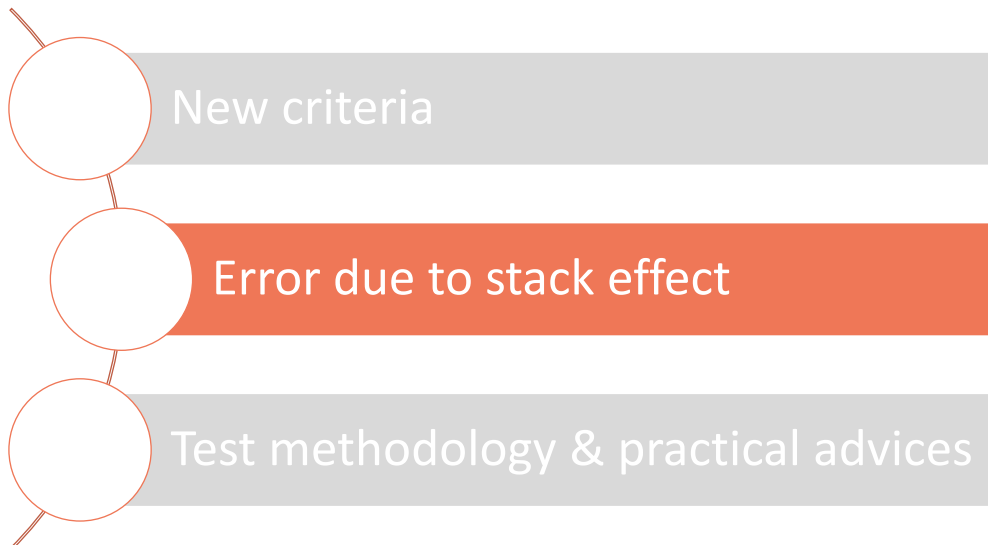 New criteria
Error due to stack effect
Test methodology & practical advices